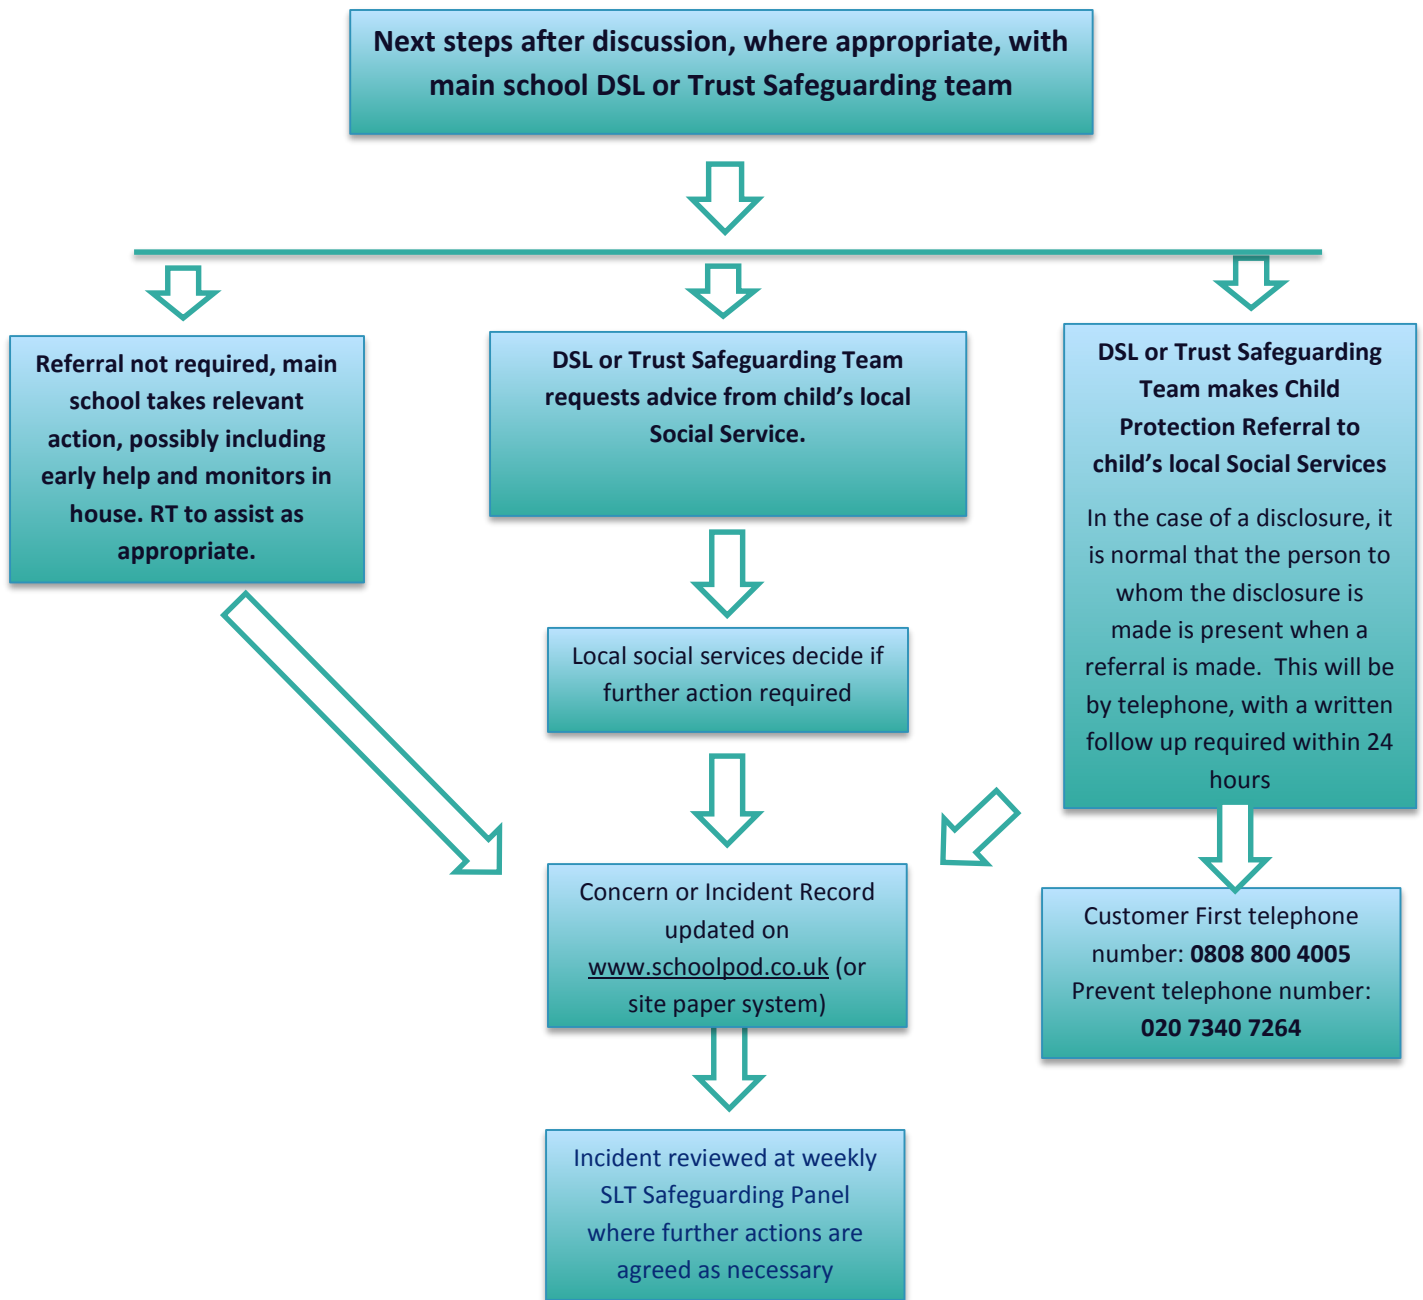 Next steps after discussion, where appropriate, with
main school DSL or Trust Safeguarding team
Referral not required, main
school takes relevant
action, possibly including
early help and monitors in
house. RT to assist as
appropriate.
DSL or Trust Safeguarding Team
requests advice from child’s local
Social Service.
DSL or Trust Safeguarding
Team makes Child
Protection Referral to
child’s local Social Services
In the case of a disclosure, it
is normal that the person to
whom the disclosure is
made is present when a
referral is made.  This will be
by telephone, with a written
follow up required within 24
hours
Local social services decide if
further action required
Concern or Incident Record
updated on
www.schoolpod.co.uk (or
site paper system)
Customer First telephone
number: 0808 800 4005
Prevent telephone number:
020 7340 7264
Incident reviewed at weekly
SLT Safeguarding Panel
where further actions are
agreed as necessary